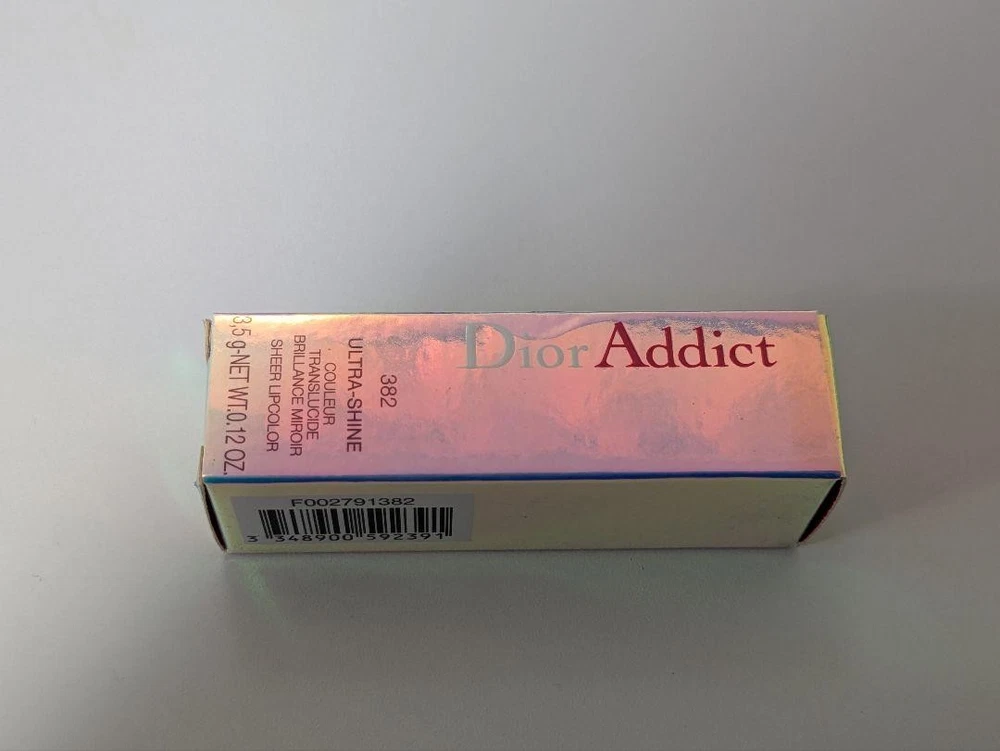 Dior Addict
382
ULTRA-SHINE
COULEUR
TRANSLUCIDE
BRILLANCE MIROIR
SHEER LIPCOLOR
3,5 g-NET WT.0.12 OZ.
F002791382
3 348900 592391